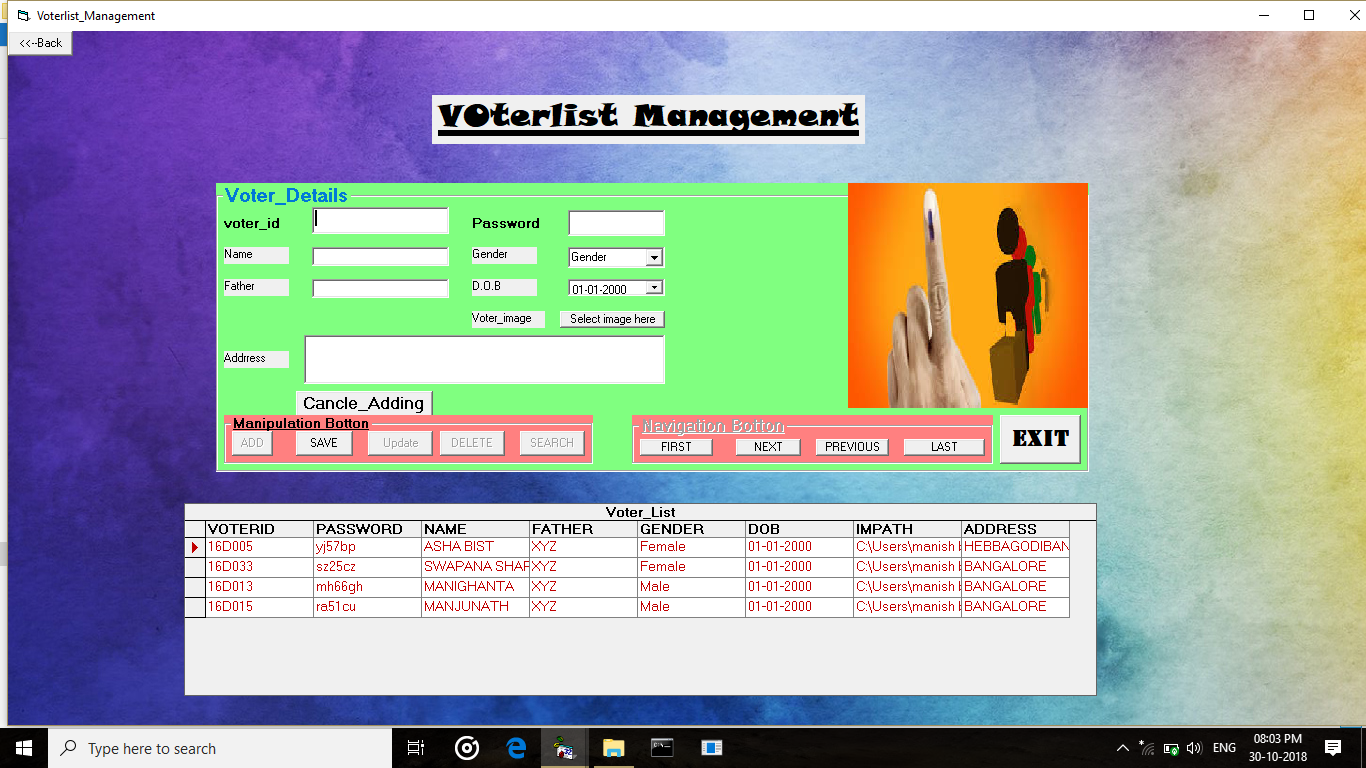 Voterlist_Management
<<--Back
VOterlist Management
Voter_Details
voter_id Password
Name Gender Gender
Father D.O.B 01-01-2000
Voter_image Select image here
Addrress
Cancle_Adding
Manipulation Botton Navigation Botton
ADD SAVE Update DELETE SEARCH FIRST NEXT PREVIOUS LAST EXIT
Voter_List
VOTERID PASSWORD NAME FATHER GENDER DOB IMPATH ADDRESS
16D005 yj57bp ASHA BIST XYZ Female 01-01-2000 C:\Users\manish HEBBAGODIBAN
16D033 sz25cz SWAPANA SHAR XYZ Female 01-01-2000 C:\Users\manish BANGALORE
16D013 mh66gh MANIGHANTA XYZ Male 01-01-2000 C:\Users\manish BANGALORE
16D015 ra51cu MANJUNATH XYZ Male 01-01-2000 C:\Users\manish BANGALORE
Type here to search
ENG 08:03 PM
30-10-2018